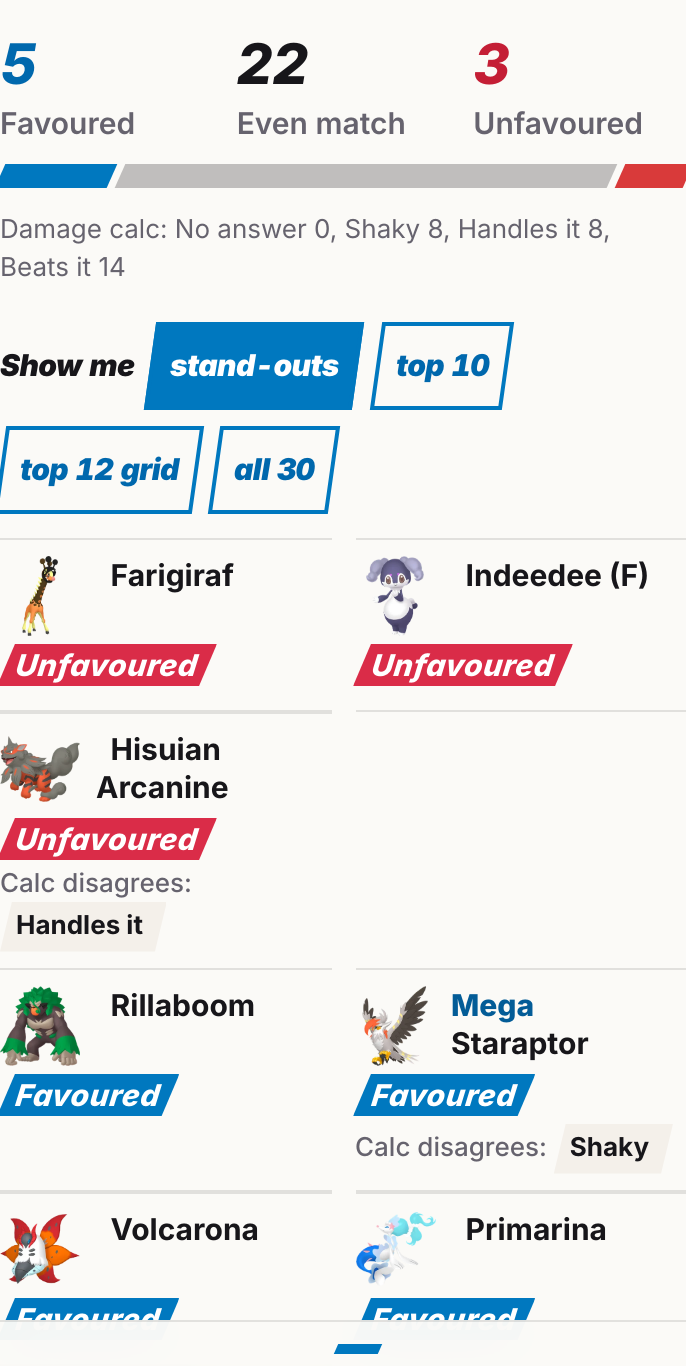 5
22
3
Favoured
Even match
Unfavoured
Damage calc: No answer 0, Shaky 8, Handles it 8,
Beats it 14
Show me
stand-outs
top 10
top 12 grid
all 30
Farigiraf
Indeedee (F)
Unfavoured
Unfavoured
Hisuian
Arcanine
Unfavoured
Calc disagrees:
Handles it
Rillaboom
Mega
Staraptor
Favoured
Favoured
Calc disagrees: Shaky
Volcarona
Primarina
Favoured
Favoured